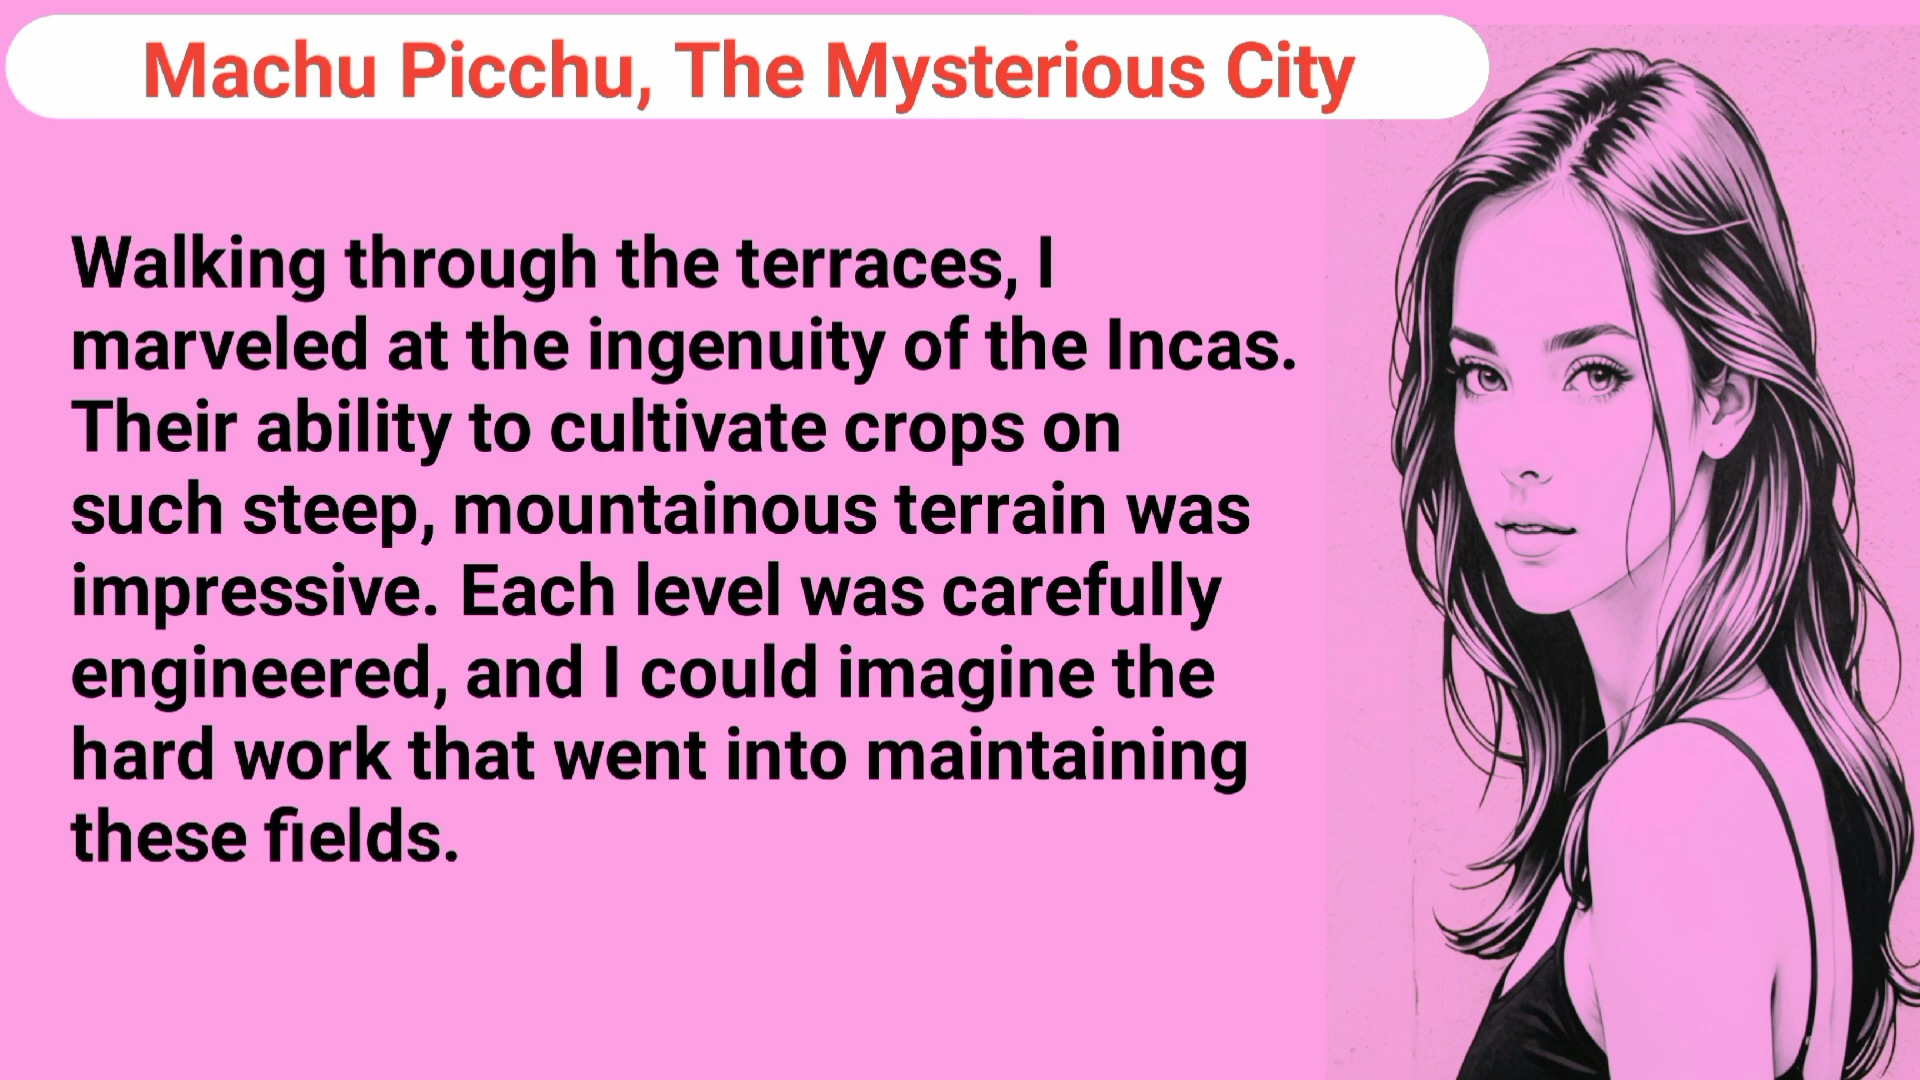 Machu Picchu, The Mysterious City
Walking through the terraces, I
marveled at the ingenuity of the Incas.
Their ability to cultivate crops on
such steep, mountainous terrain was
impressive. Each level was carefully
engineered, and I could imagine the
hard work that went into maintaining
these fields.